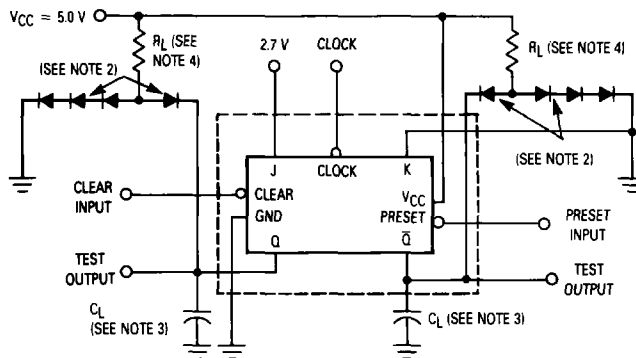 VCC = 5.0 V
RL (SEE NOTE 4)
2.7 V
CLOCK
RL (SEE NOTE 4)
(SEE NOTE 2)
(SEE NOTE 2)
J
CLOCK
K
CLEAR INPUT
CLEAR
VCC
GND
PRESET
PRESET INPUT
Q
Q̅
TEST OUTPUT
TEST OUTPUT
CL (SEE NOTE 3)
CL (SEE NOTE 3)